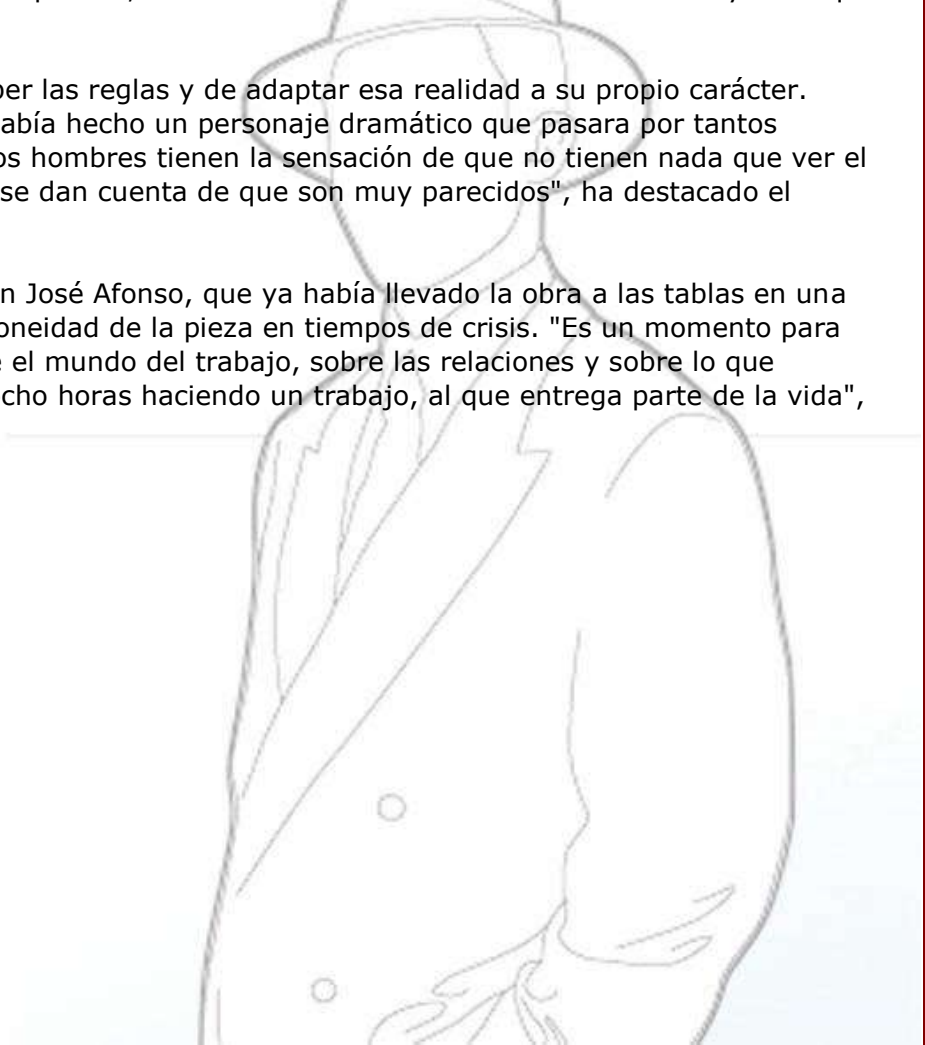 per las reglas y de adaptar esa realidad a su propio carácter.
había hecho un personaje dramático que pasara por tantos
os hombres tienen la sensación de que no tienen nada que ver el
se dan cuenta de que son muy parecidos", ha destacado el
n José Afonso, que ya había llevado la obra a las tablas en una
oneidad de la pieza en tiempos de crisis. "Es un momento para
e el mundo del trabajo, sobre las relaciones y sobre lo que
cho horas haciendo un trabajo, al que entrega parte de la vida",